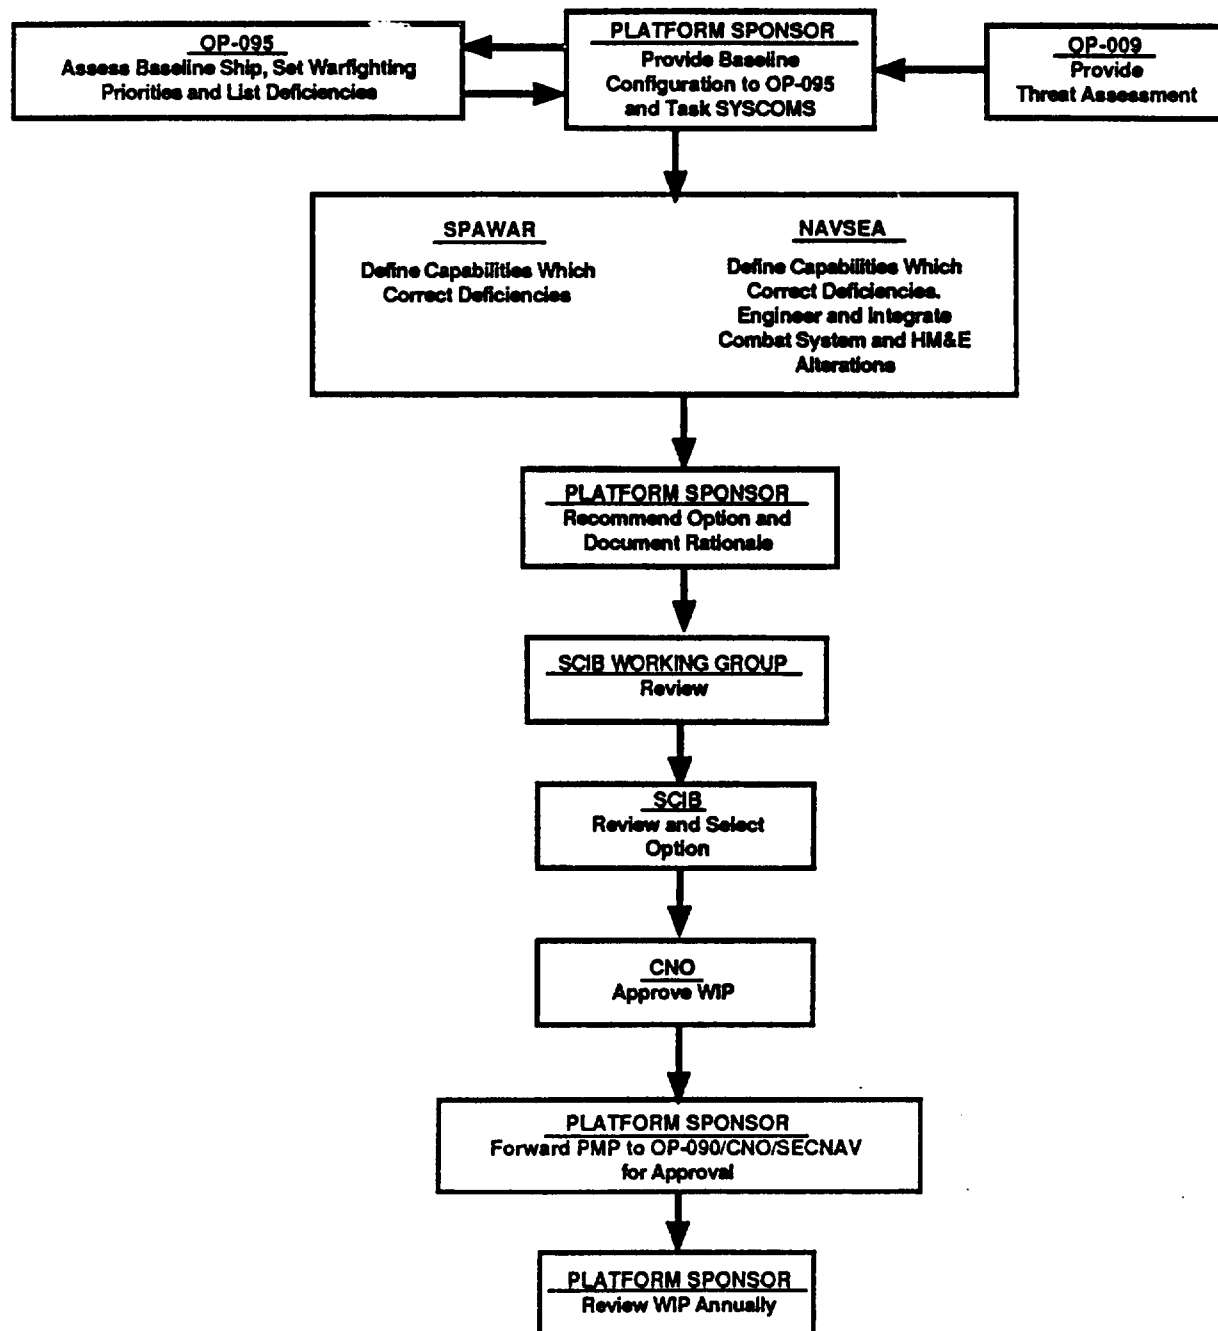 OP-095
Assess Baseline Ship, Set Warfighting
Priorities and List Deficiencies
PLATFORM SPONSOR
Provide Baseline
Configuration to OP-095
and Task SYSCOMS
OP-009
Provide
Threat Assessment
SPAWAR
Define Capabilities Which
Correct Deficiencies
NAVSEA
Define Capabilities Which
Correct Deficiencies.
Engineer and Integrate
Combat System and HM&E
Alterations
PLATFORM SPONSOR
Recommend Option and
Document Rationale
SCIB WORKING GROUP
Review
SCIB
Review and Select
Option
CNO
Approve WIP
PLATFORM SPONSOR
Forward PMP to OP-090/CNO/SECNAV
for Approval
PLATFORM SPONSOR
Review WIP Annually